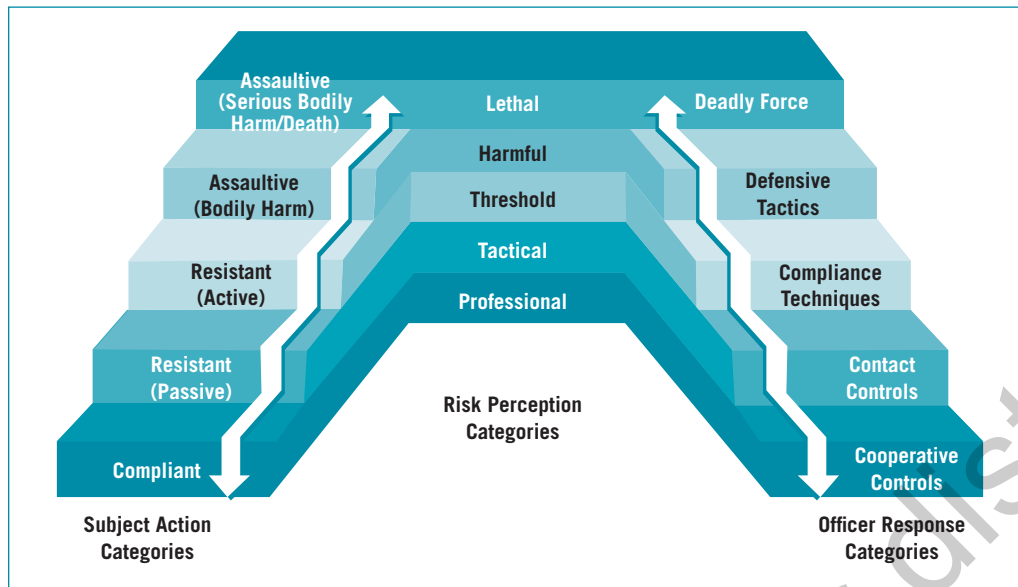 Assaultive
(Serious Bodily
Harm/Death)
Lethal
Deadly Force
Harmful
Assaultive
(Bodily Harm)
Threshold
Defensive
Tactics
Tactical
Resistant
(Active)
Compliance
Techniques
Professional
Resistant
(Passive)
Contact
Controls
Risk Perception
Categories
Compliant
Cooperative
Controls
Subject Action
Categories
Officer Response
Categories